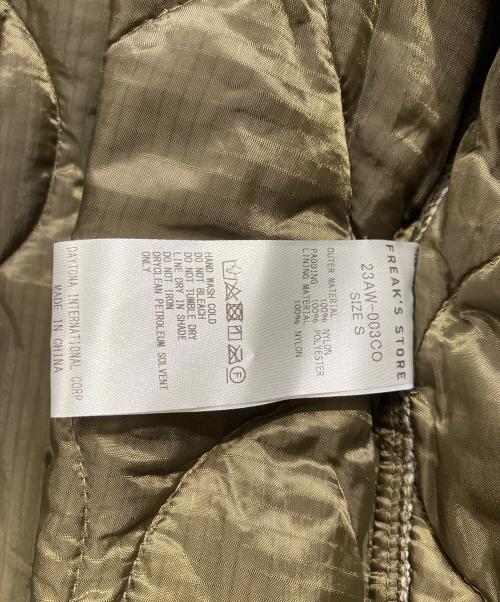 FREAK'S STORE
23AW-003CO
SIZE S
OUTER MATERIAL
100% NYLON
PADDING 100% POLYESTER
LINING MATERIAL
100% NYLON
HAND WASH COLD
DO NOT BLEACH
DO NOT TUMBLE DRY
LINE DRY IN SHADE
DO NOT IRON
DRYCLEAN PETROLEUM SOLVENT
ONLY
DAYTONA INTERNATIONAL CORP
MADE IN CHINA